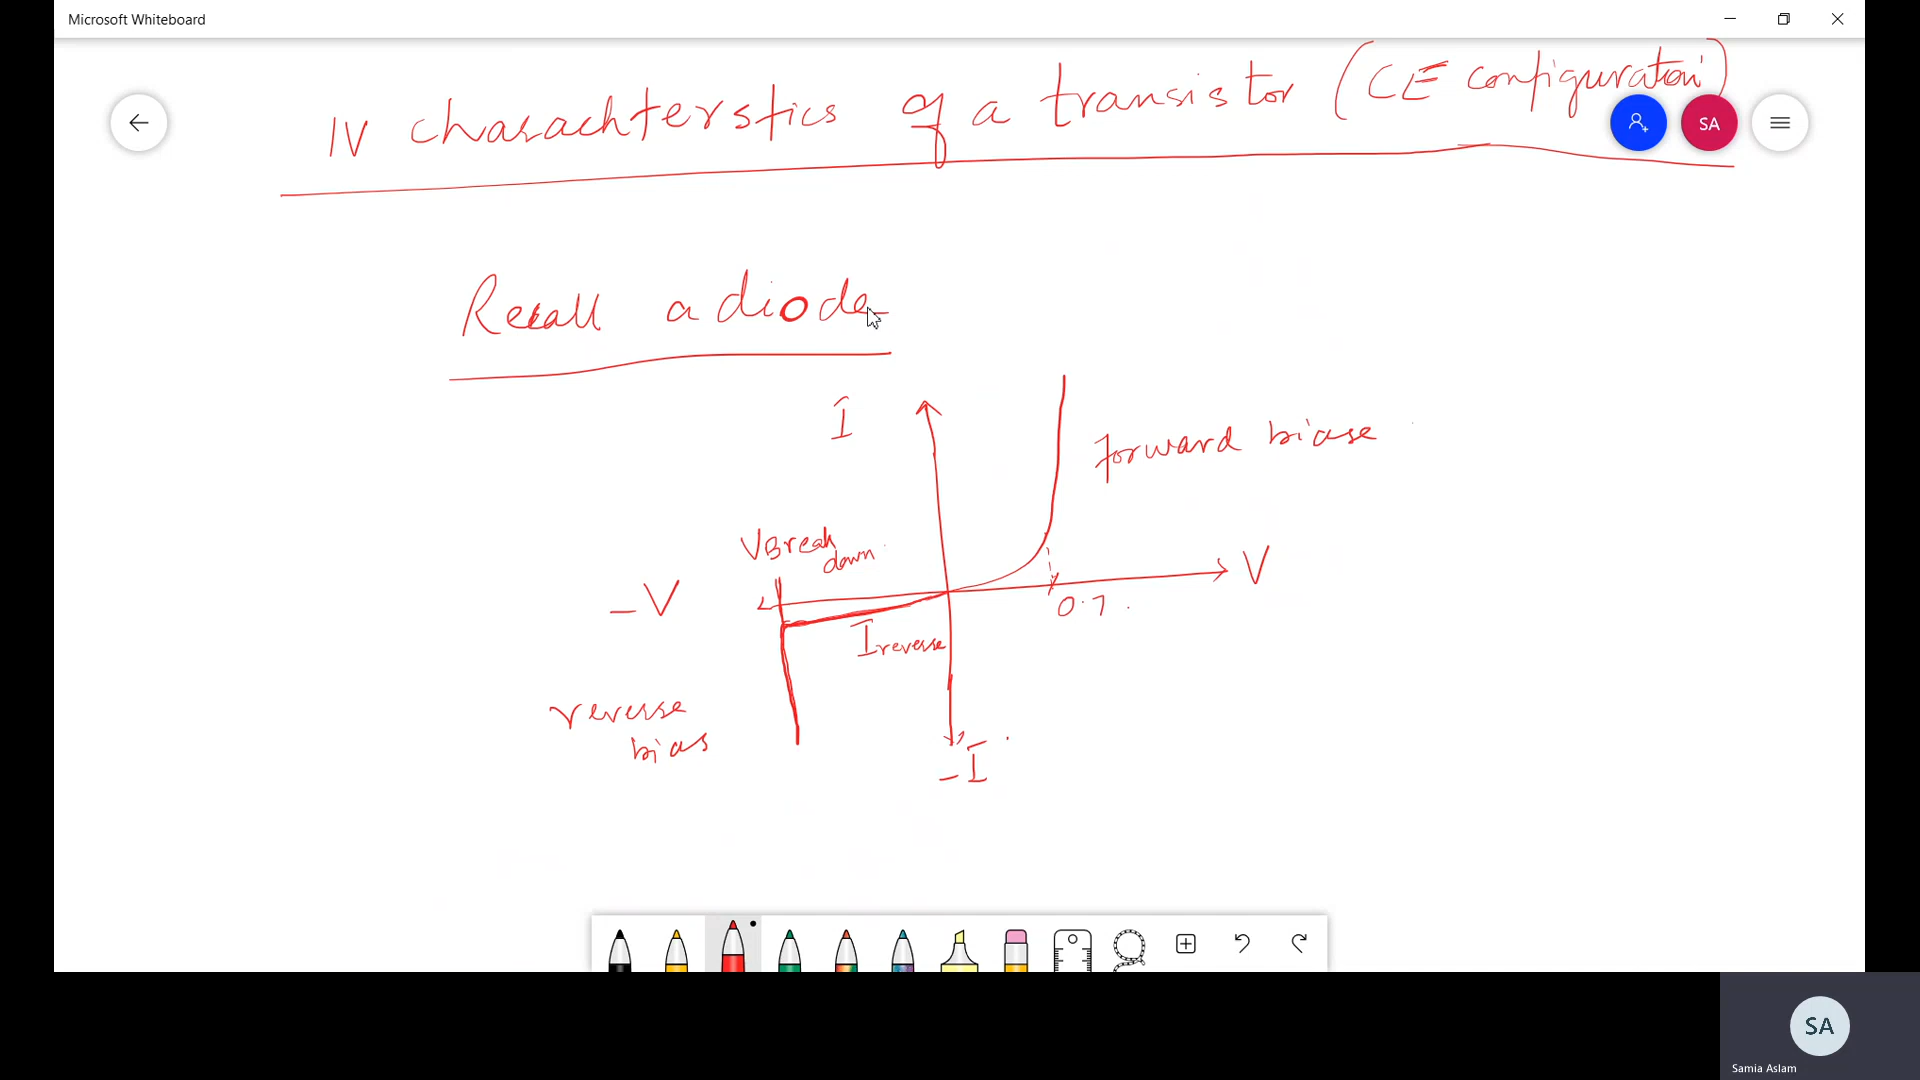 Microsoft Whiteboard
IV charachterstics of a transistor (CE configuration)
SA
Recall a diode
I
forward biase
VBreak
down
-V
V
0.7
Ireverse
reverse
bias
-I
SA
Samia Aslam